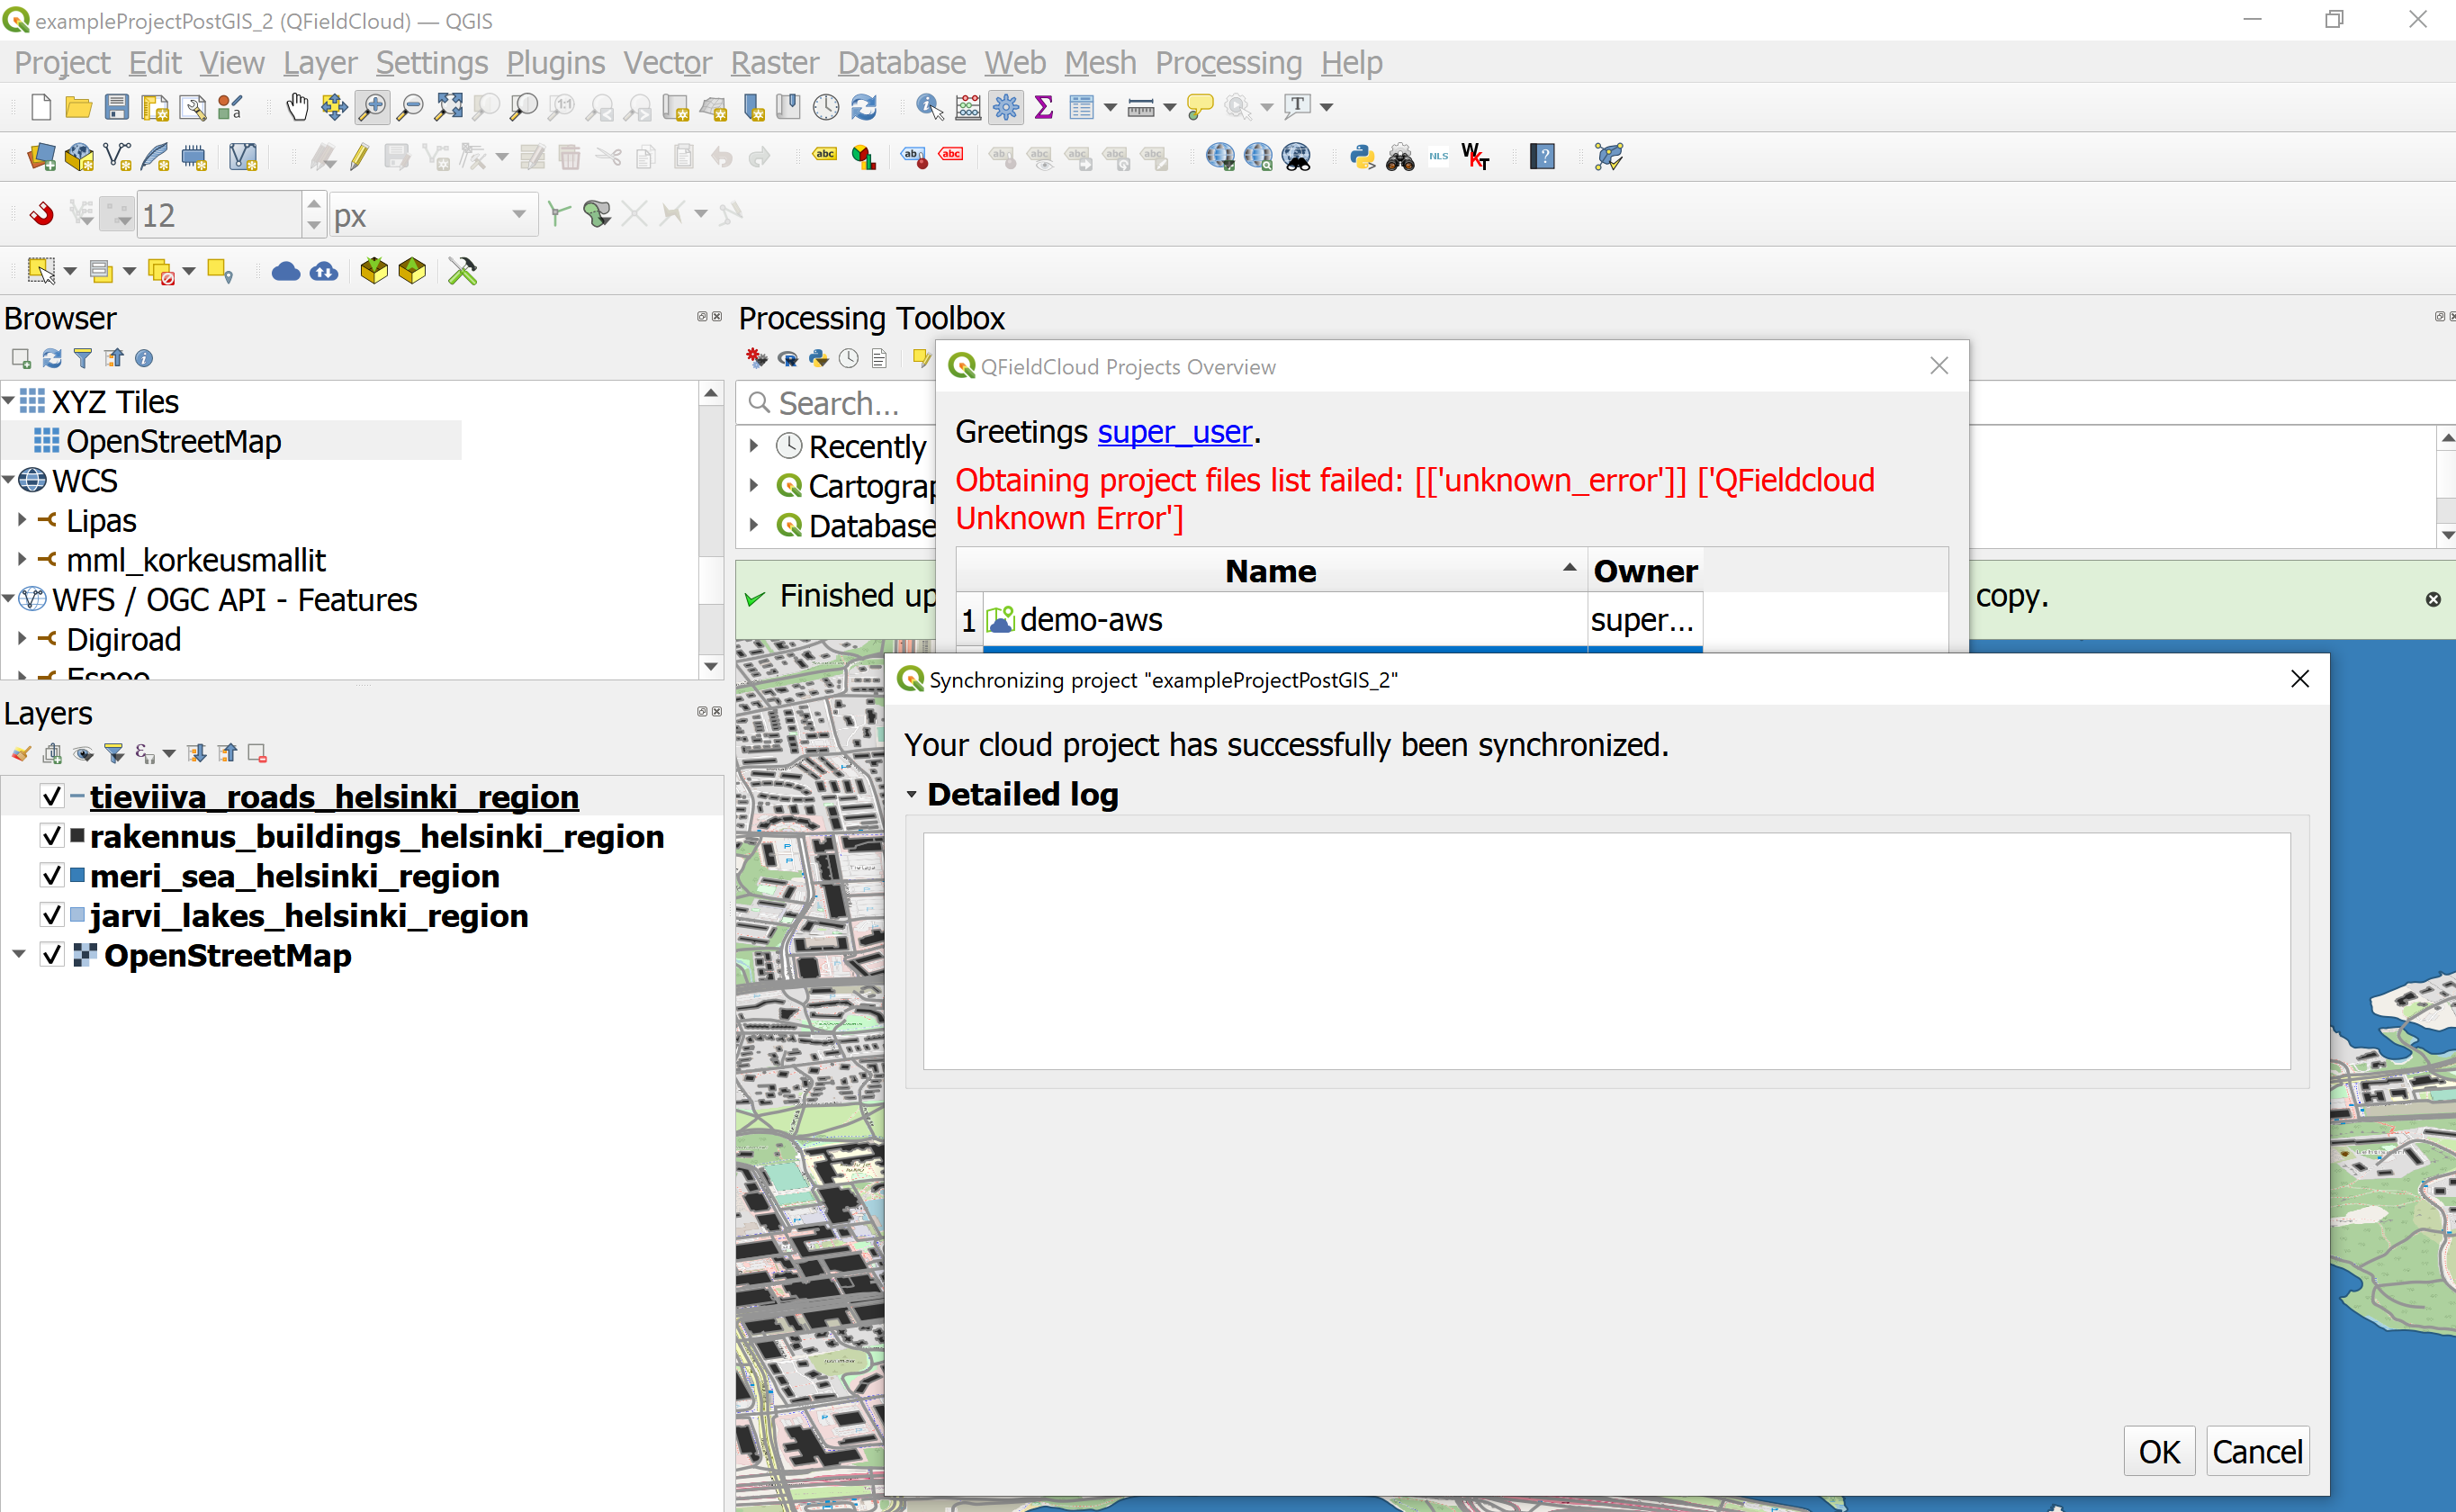 exampleProjectPostGIS_2 (QFieldCloud) — QGIS
Project Edit View Layer Settings Plugins Vector Raster Database Web Mesh Processing Help
12 px
Browser
XYZ Tiles
OpenStreetMap
WCS
Lipas
mml_korkeusmallit
WFS / OGC API - Features
Digiroad
Espoo
Layers
tieviiva_roads_helsinki_region
rakennus_buildings_helsinki_region
meri_sea_helsinki_region
jarvi_lakes_helsinki_region
OpenStreetMap
Processing Toolbox
Search...
Recently
Cartograp
Database
Finished up
copy.
QFieldCloud Projects Overview
Greetings super_user.
Obtaining project files list failed: [['unknown_error']] ['QFieldcloud
Unknown Error']
Name Owner
1 demo-aws super...
Synchronizing project "exampleProjectPostGIS_2"
Your cloud project has successfully been synchronized.
Detailed log
OK Cancel